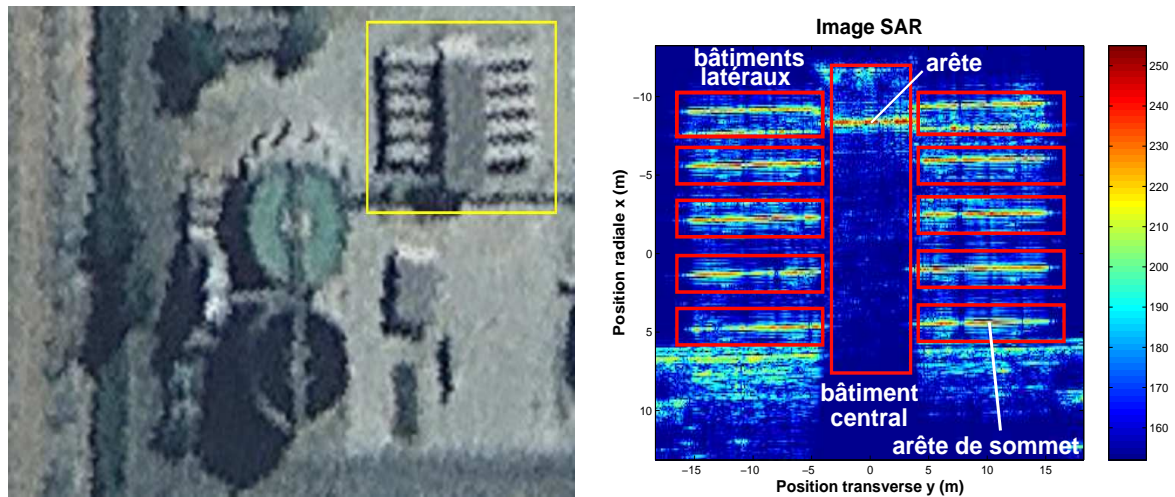 Image SAR
bâtiments
latéraux
arête
bâtiment
central
arête de sommet
Position radiale x (m)
−10
−5
0
5
10
−15
−10
−5
0
5
10
15
Position transverse y (m)
250
240
230
220
210
200
190
180
170
160